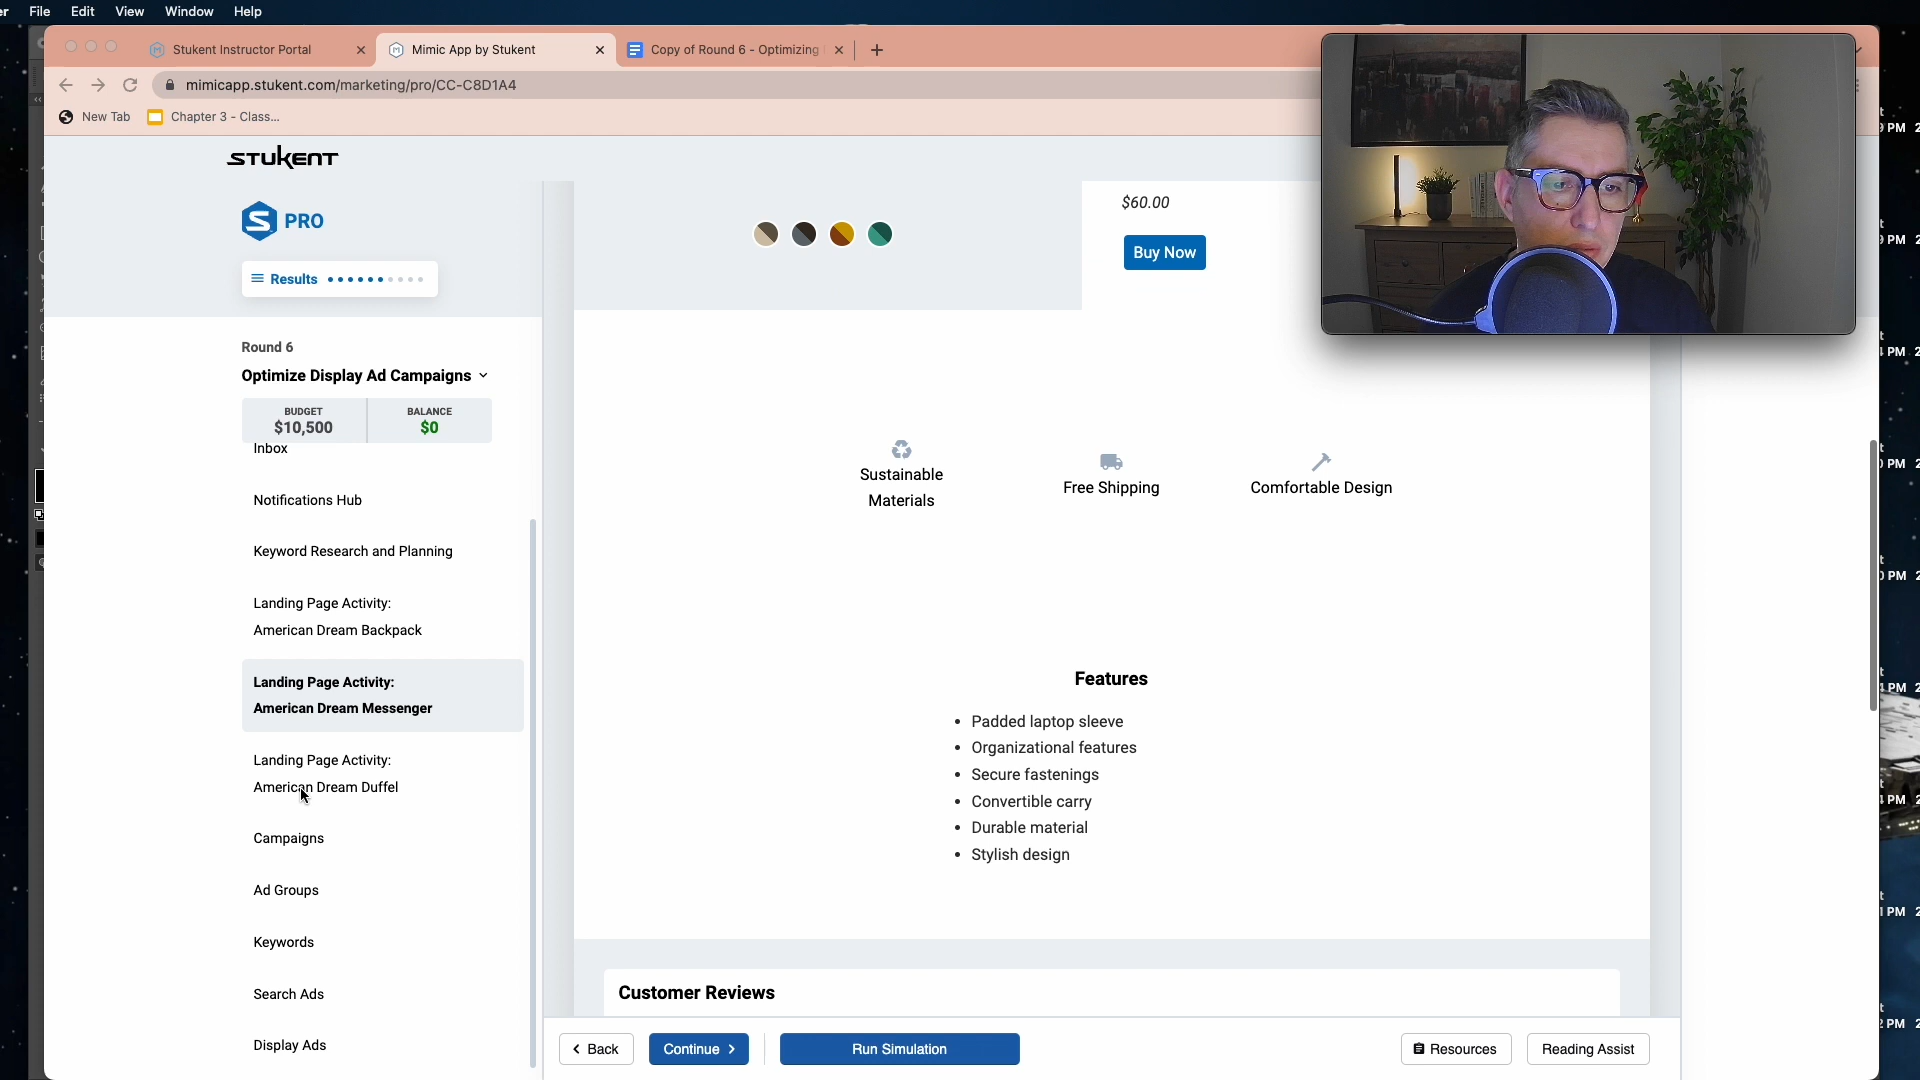 File Edit View Window Help
Stukent Instructor Portal
Mimic App by Stukent
Copy of Round 6 - Optimizing
mimicapp.stukent.com/marketing/pro/CC-C8D1A4
New Tab
Chapter 3 - Class...
STUKENT
PRO
Results
Round 6
Optimize Display Ad Campaigns
BUDGET
$10,500
BALANCE
$0
Inbox
Notifications Hub
Keyword Research and Planning
Landing Page Activity:
American Dream Backpack
Landing Page Activity:
American Dream Messenger
Landing Page Activity:
American Dream Duffel
Campaigns
Ad Groups
Keywords
Search Ads
Display Ads
$60.00
Buy Now
Sustainable
Materials
Free Shipping
Comfortable Design
Features
• Padded laptop sleeve
• Organizational features
• Secure fastenings
• Convertible carry
• Durable material
• Stylish design
Customer Reviews
Back
Continue
Run Simulation
Resources
Reading Assist